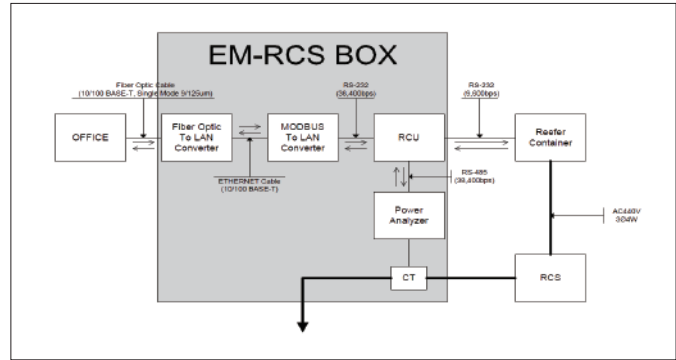 EM-RCS BOX
Fiber Optic Cable
(10/100 BASE-T, Single Mode 9/125um)
RS-232
(38,400bps)
RS-232
(9,600bps)
OFFICE
Fiber Optic
To LAN
Converter
MODBUS
To LAN
Converter
RCU
Reefer
Container
ETHERNET Cable
(10/100 BASE-T)
RS-485
(38,400bps)
Power
Analyzer
AC440V
3Φ4W
CT
RCS